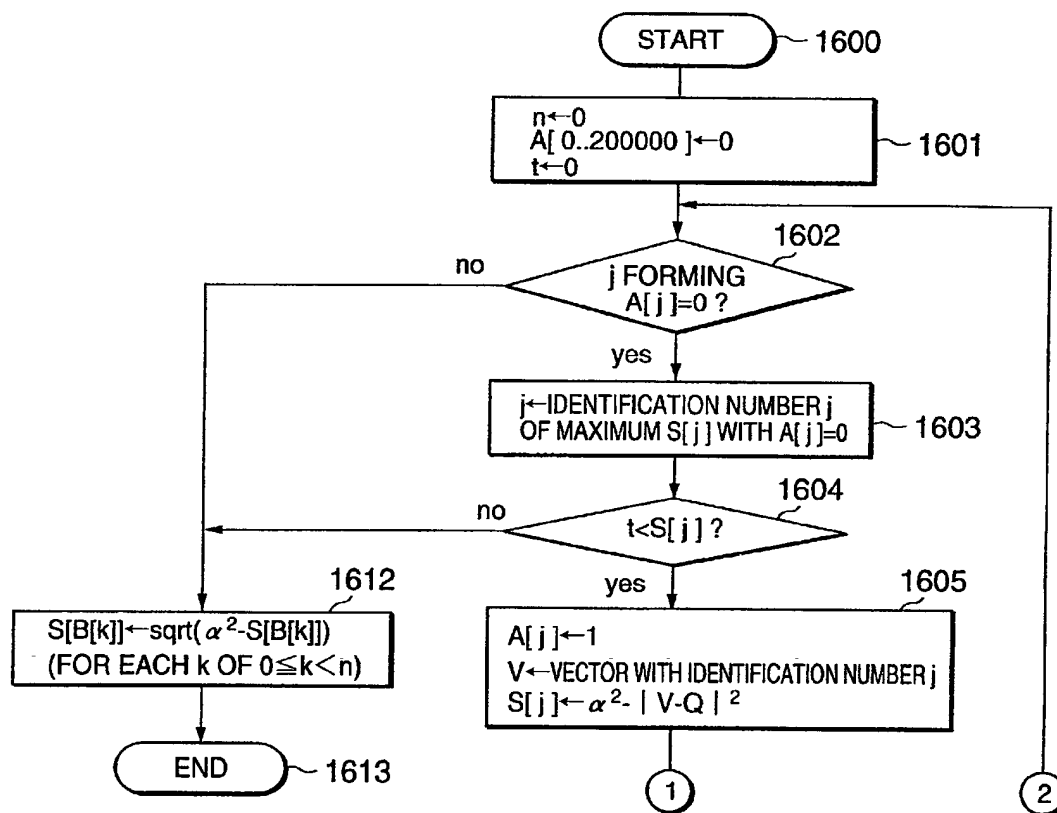 START
1600
n←0
A[ 0..200000 ]←0
t←0
1601
1602
no
j FORMING
A[ j ]=0 ?
yes
j←IDENTIFICATION NUMBER j
OF MAXIMUM S[ j ] WITH A[ j ]=0
1603
1604
no
t<S[ j ] ?
yes
1612
1605
S[B[k]]←sqrt( α²-S[B[k]])
(FOR EACH k OF 0≦k<n)
A[ j ]←1
V←VECTOR WITH IDENTIFICATION NUMBER j
S[ j ]←α²- | V-Q | ²
END
1613
1
2